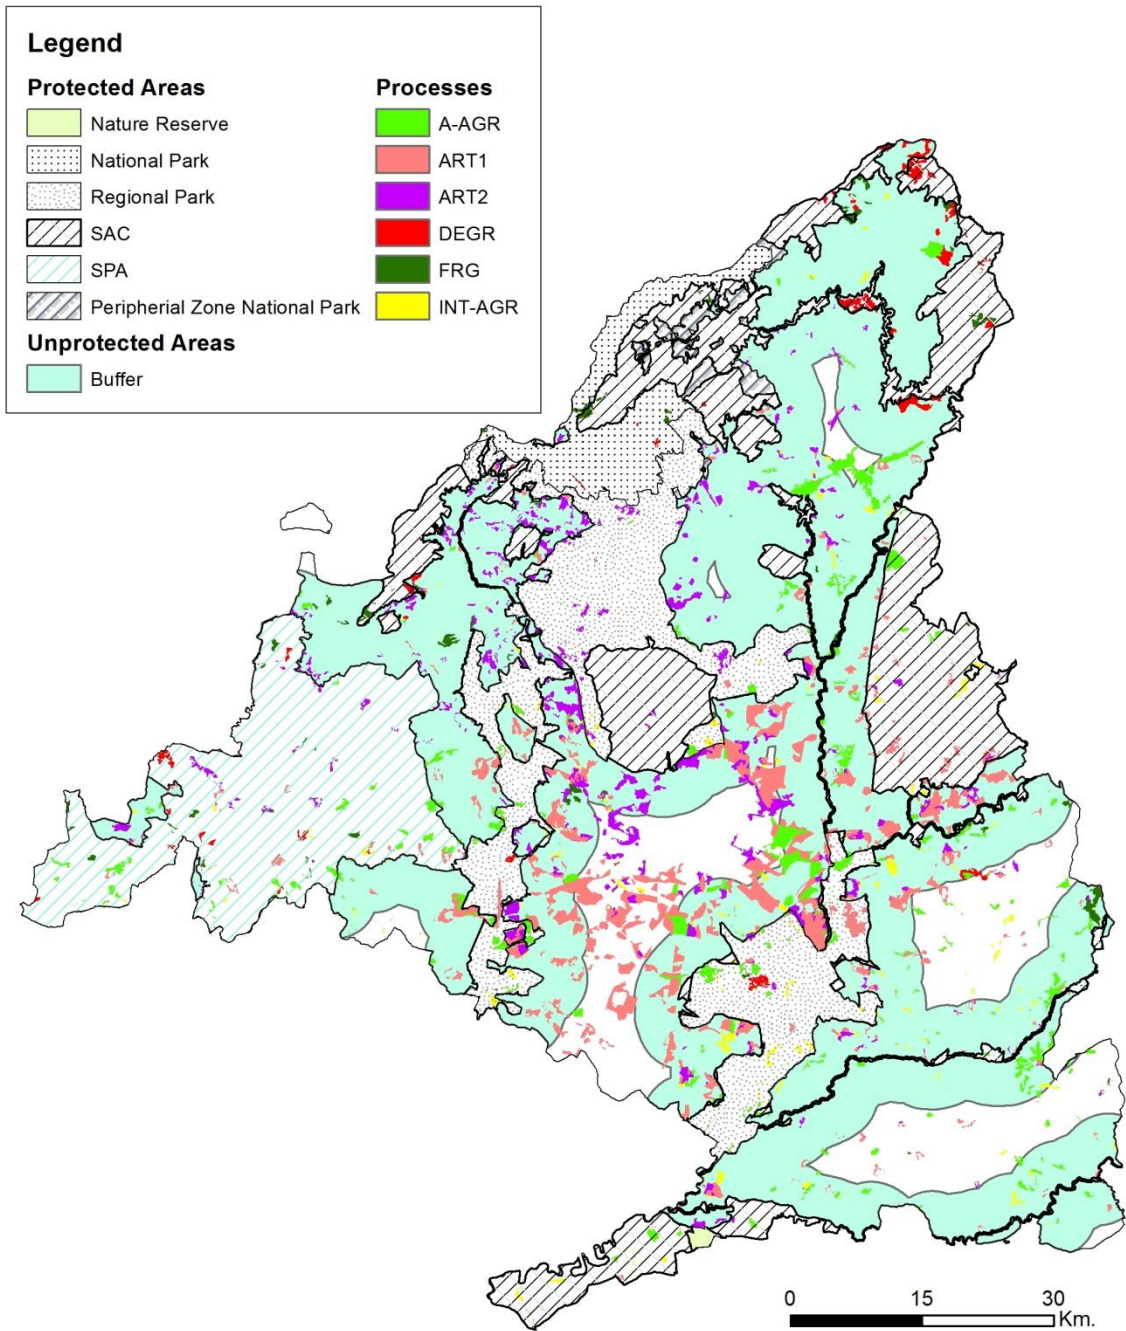 Legend
Protected Areas
Nature Reserve
National Park
Regional Park
SAC
SPA
Peripherial Zone National Park
Unprotected Areas
Buffer
Processes
A-AGR
ART1
ART2
DEGR
FRG
INT-AGR
0 15 30
Km.